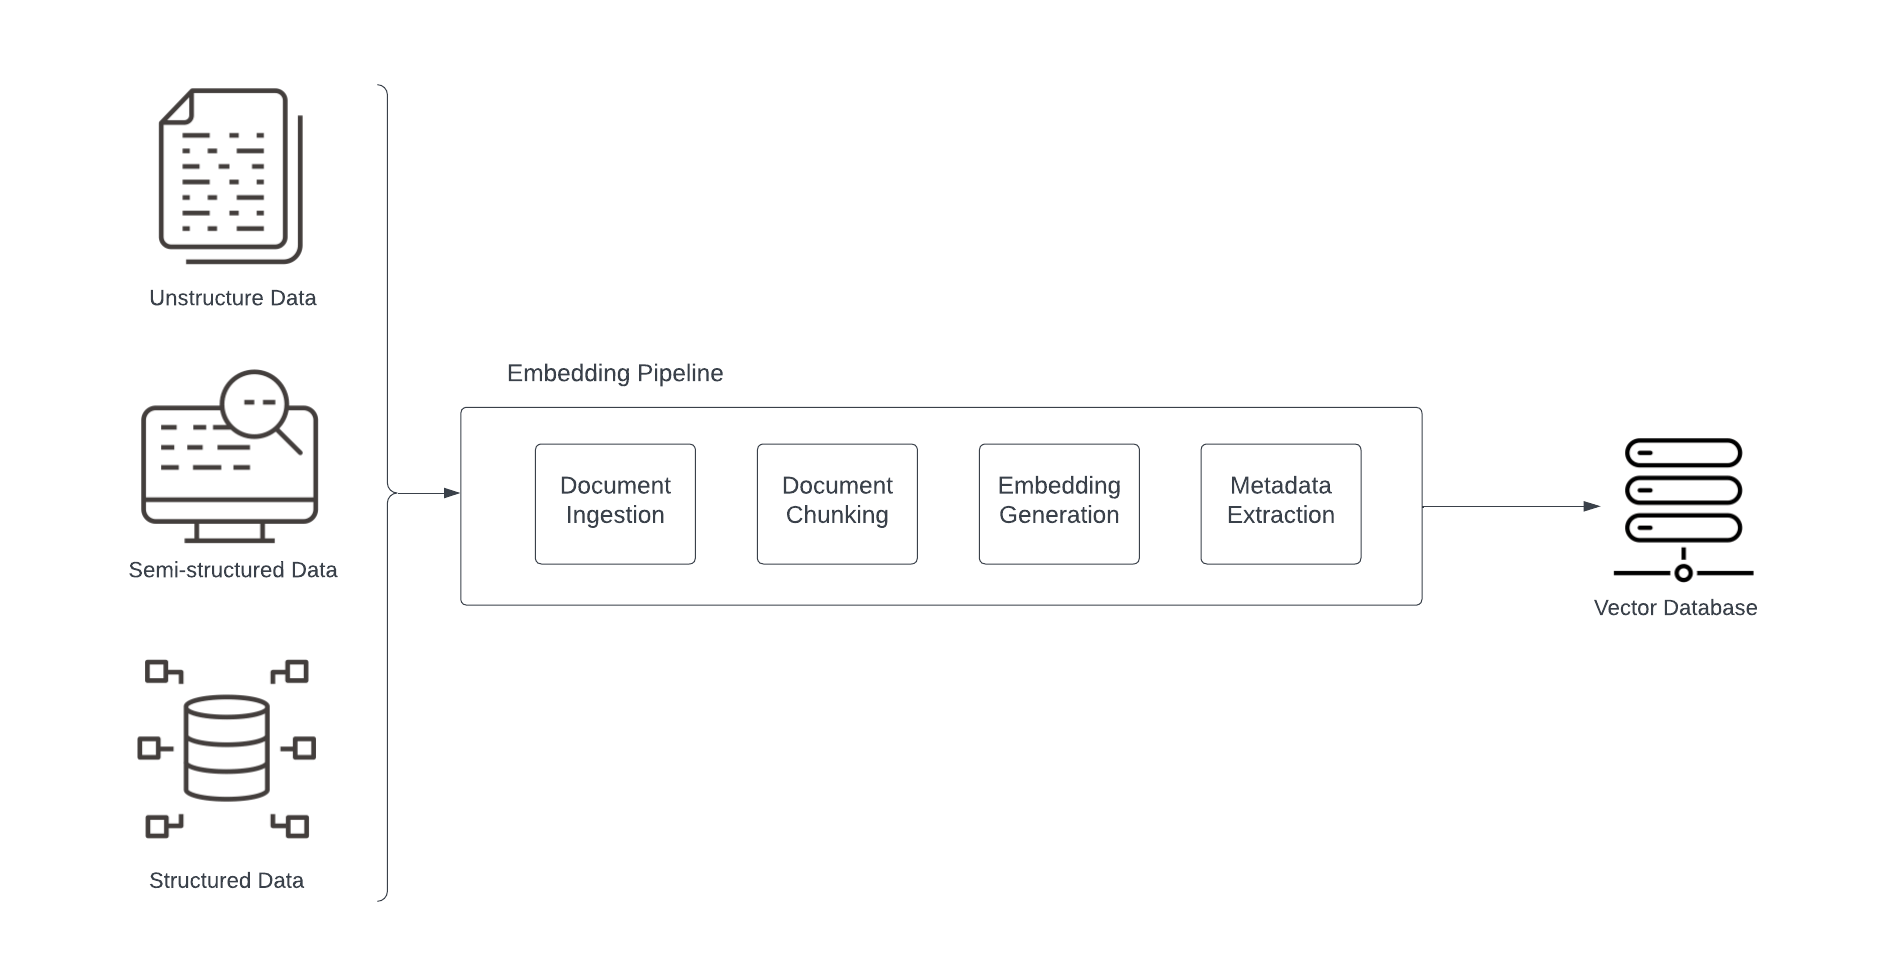 Unstructure Data
Semi-structured Data
Structured Data
Embedding Pipeline
Document
Ingestion
Document
Chunking
Embedding
Generation
Metadata
Extraction
Vector Database